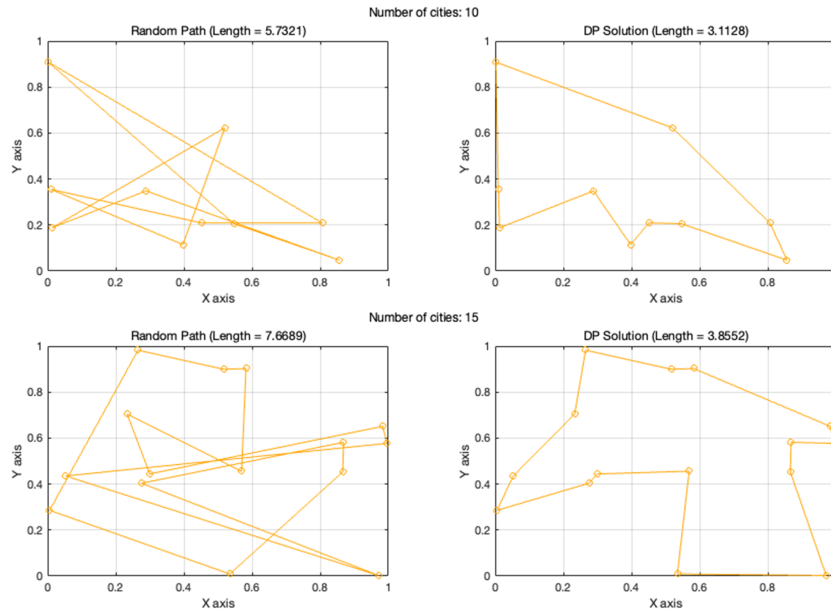 Number of cities: 10
Random Path (Length = 5.7321)
DP Solution (Length = 3.1128)
1
0.8
0.6
0.4
0.2
0
Y axis
0 0.2 0.4 0.6 0.8 1
X axis
1
0.8
0.6
0.4
0.2
0
Y axis
0 0.2 0.4 0.6 0.8
X axis
Number of cities: 15
Random Path (Length = 7.6689)
DP Solution (Length = 3.8552)
1
0.8
0.6
0.4
0.2
0
Y axis
0 0.2 0.4 0.6 0.8 1
X axis
1
0.8
0.6
0.4
0.2
0
Y axis
0 0.2 0.4 0.6 0.8
X axis